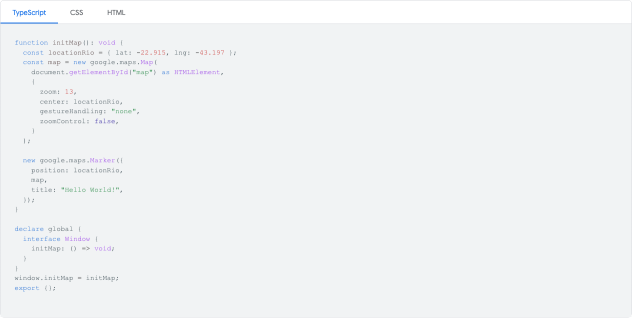 TypeScript CSS HTML
function initMap(): void {
  const locationRio = { lat: -22.915, lng: -43.197 };
  const map = new google.maps.Map(
    document.getElementById("map") as HTMLElement,
    {
      zoom: 13,
      center: locationRio,
      gestureHandling: "none",
      zoomControl: false,
    }
  );

  new google.maps.Marker({
    position: locationRio,
    map,
    title: "Hello World!",
  });
}

declare global {
  interface Window {
    initMap: () => void;
  }
}
window.initMap = initMap;
export {};